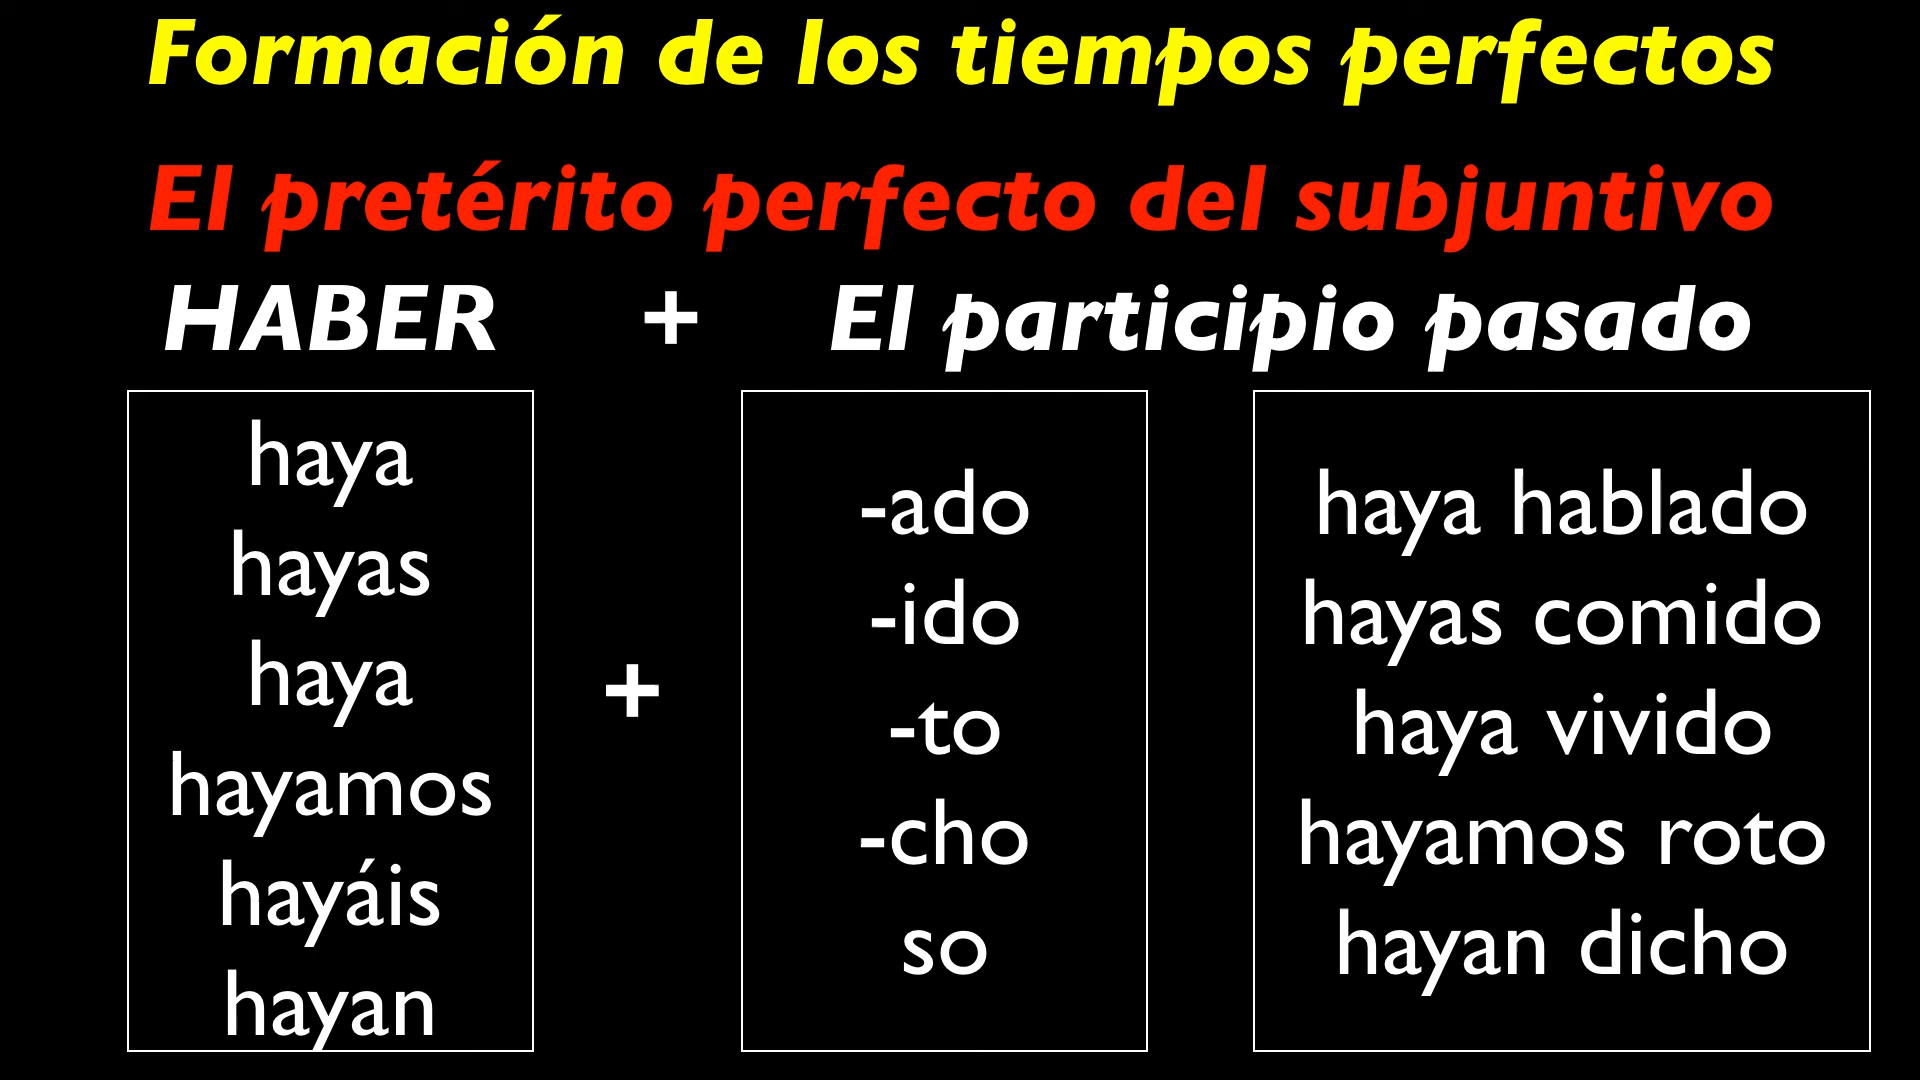 Formación de los tiempos perfectos
El pretérito perfecto del subjuntivo
HABER + El participio pasado
haya
hayas
haya
hayamos
hayáis
hayan
+
-ado
-ido
-to
-cho
so
haya hablado
hayas comido
haya vivido
hayamos roto
hayan dicho